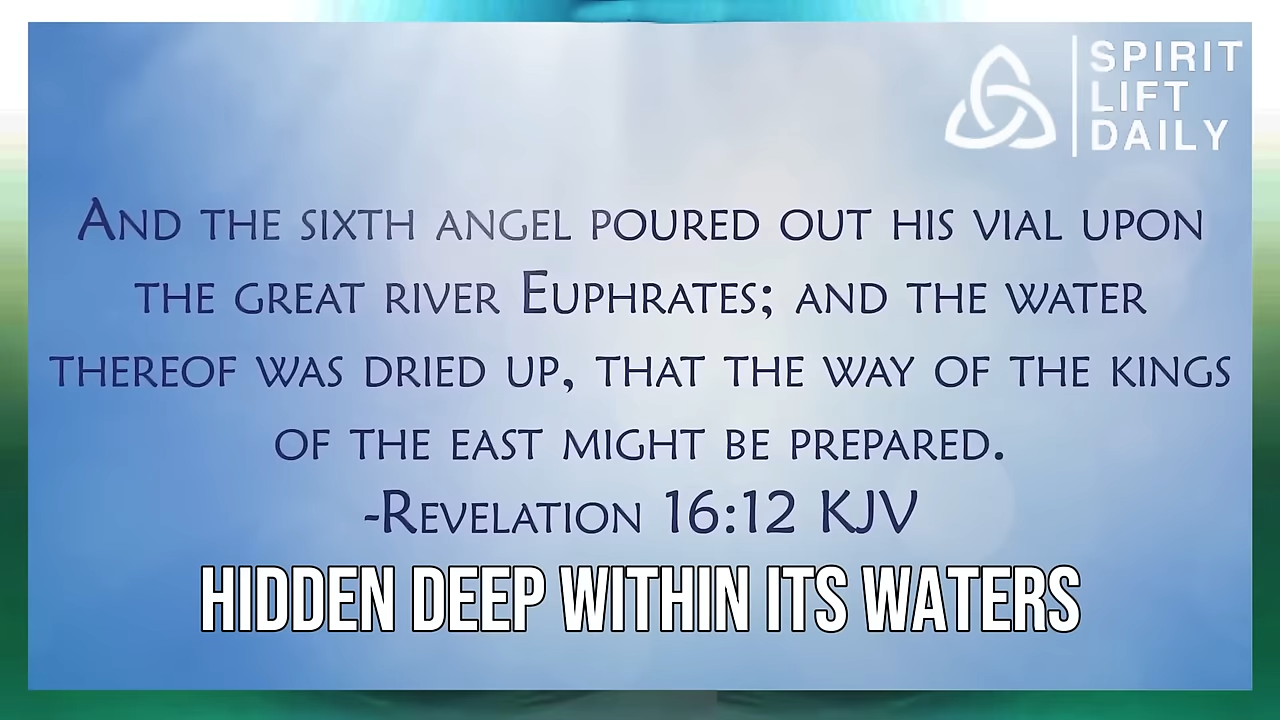 SPIRIT
LIFT
DAILY
And the sixth angel poured out his vial upon
the great river Euphrates; and the water
thereof was dried up, that the way of the kings
of the east might be prepared.
-Revelation 16:12 KJV
HIDDEN DEEP WITHIN ITS WATERS